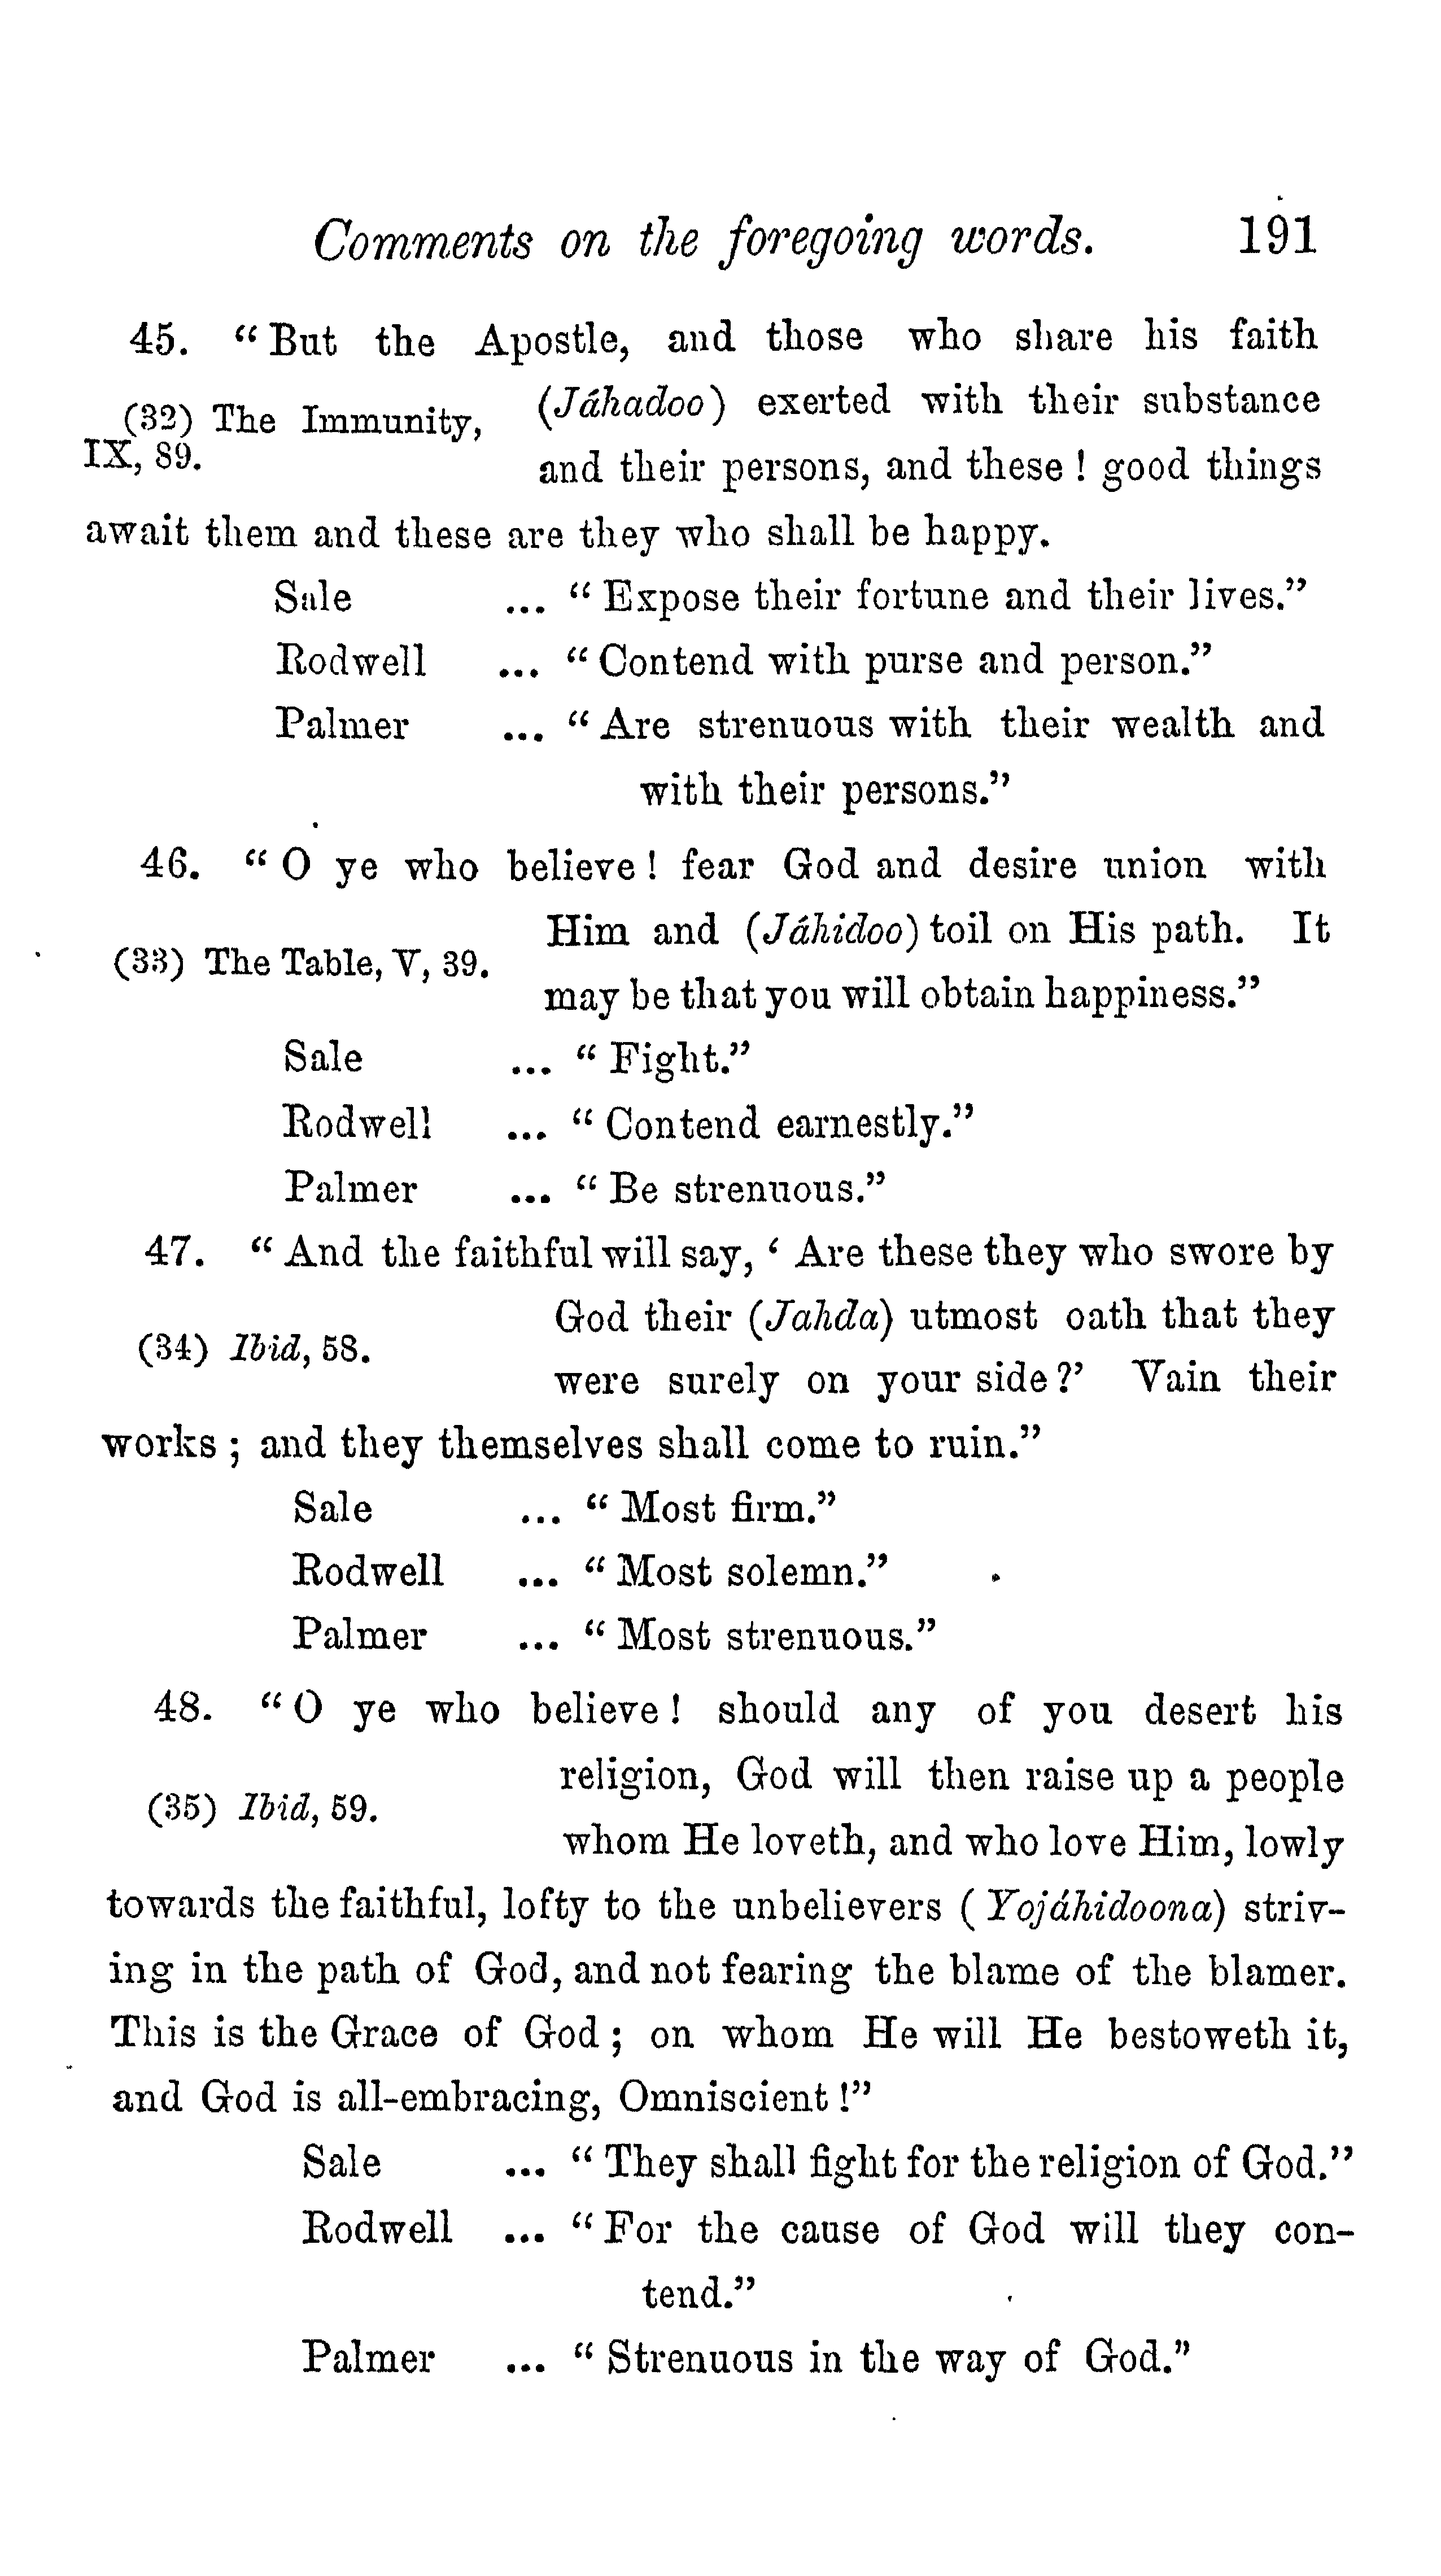 Comments on the foregoing words. 191
45. “But the Apostle, and those who share his faith
(32) The Immunity, IX, 89.
(Jáhadoo) exerted with their substance
and their persons, and these ! good things
await them and these are they who shall be happy.
Sale ... “Expose their fortune and their lives.”
Rodwell ... “Contend with purse and person.”
Palmer ... “Are strenuous with their wealth and
with their persons.”
46. “O ye who believe ! fear God and desire union with
Him and (Jáhidoo) toil on His path. It
(33) The Table, V, 39.
may be that you will obtain happiness.”
Sale ... “Fight.”
Rodwell ... “Contend earnestly.”
Palmer ... “Be strenuous.”
47. “And the faithful will say, ‘Are these they who swore by
God their (Jahda) utmost oath that they
(34) Ibid, 58.
were surely on your side ?’ Vain their
works ; and they themselves shall come to ruin.”
Sale ... “Most firm.”
Rodwell ... “Most solemn.”
Palmer ... “Most strenuous.”
48. “O ye who believe ! should any of you desert his
religion, God will then raise up a people
(35) Ibid, 59.
whom He loveth, and who love Him, lowly
towards the faithful, lofty to the unbelievers (Yojáhidoona) striv-
ing in the path of God, and not fearing the blame of the blamer.
This is the Grace of God ; on whom He will He bestoweth it,
and God is all-embracing, Omniscient !”
Sale ... “They shall fight for the religion of God.”
Rodwell ... “For the cause of God will they con-
tend.”
Palmer ... “Strenuous in the way of God.”